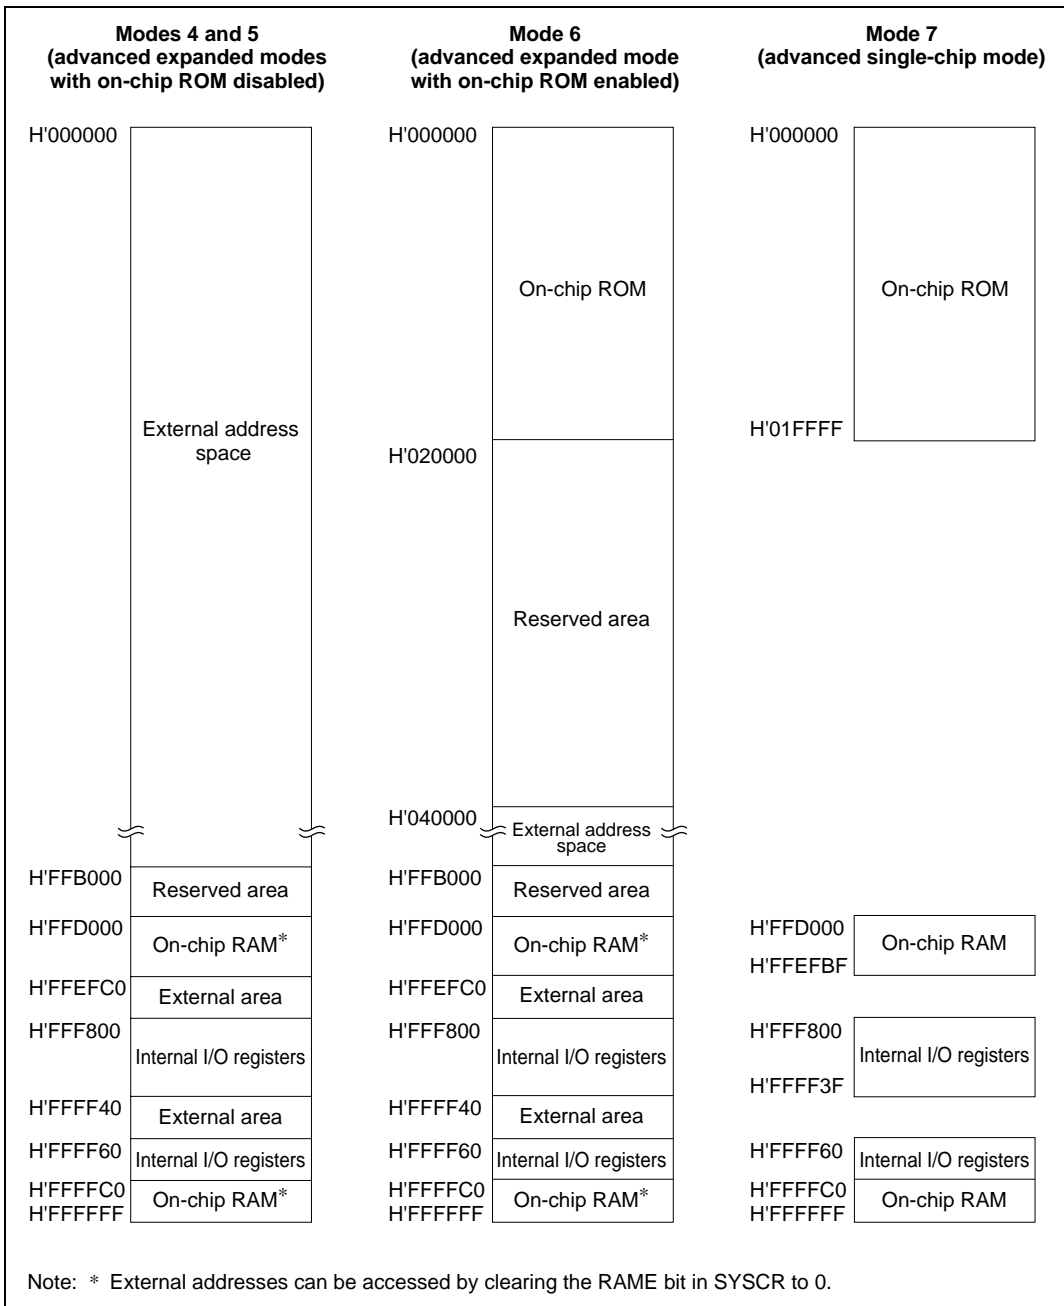 Modes 4 and 5
(advanced expanded modes
with on-chip ROM disabled)
H'000000
External address
space
H'FFB000
Reserved area
H'FFD000
On-chip RAM*
H'FFEFC0
External area
H'FFF800
Internal I/O registers
H'FFFF40
External area
H'FFFF60
Internal I/O registers
H'FFFFC0
On-chip RAM*
H'FFFFFF
Mode 6
(advanced expanded mode
with on-chip ROM enabled)
H'000000
On-chip ROM
H'020000
Reserved area
H'040000
External address
space
H'FFB000
Reserved area
H'FFD000
On-chip RAM*
H'FFEFC0
External area
H'FFF800
Internal I/O registers
H'FFFF40
External area
H'FFFF60
Internal I/O registers
H'FFFFC0
On-chip RAM*
H'FFFFFF
Mode 7
(advanced single-chip mode)
H'000000
On-chip ROM
H'01FFFF
H'FFD000
On-chip RAM
H'FFEFBF
H'FFF800
Internal I/O registers
H'FFFF3F
H'FFFF60
Internal I/O registers
H'FFFFC0
On-chip RAM
H'FFFFFF
Note: * External addresses can be accessed by clearing the RAME bit in SYSCR to 0.